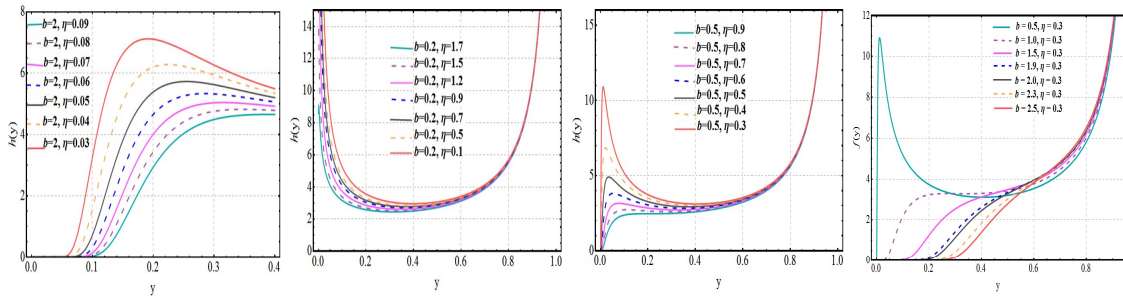 8
6
4
2
0
h(y)
b=2, η=0.09
b=2, η=0.08
b=2, η=0.07
b=2, η=0.06
b=2, η=0.05
b=2, η=0.04
b=2, η=0.03
0.0 0.1 0.2 0.3 0.4
y
14
12
10
8
6
4
2
0
h(y)
b=0.2, η=1.7
b=0.2, η=1.5
b=0.2, η=1.2
b=0.2, η=0.9
b=0.2, η=0.7
b=0.2, η=0.5
b=0.2, η=0.1
0.0 0.2 0.4 0.6 0.8 1.0
y
15
10
5
0
h(y)
b=0.5, η=0.9
b=0.5, η=0.8
b=0.5, η=0.7
b=0.5, η=0.6
b=0.5, η=0.5
b=0.5, η=0.4
b=0.5, η=0.3
0.0 0.2 0.4 0.6 0.8 1.0
y
12
10
8
6
4
2
0
b = 0.5, η = 0.3
b = 1.0, η = 0.3
b = 1.5, η = 0.3
b = 1.9, η = 0.3
b = 2.0, η = 0.3
b = 2.3, η = 0.3
b = 2.5, η = 0.3
0.0 0.2 0.4 0.6 0.8
y